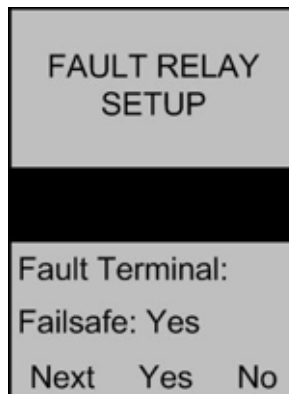 FAULT RELAY
SETUP
Fault Terminal:
Failsafe: Yes
Next Yes No